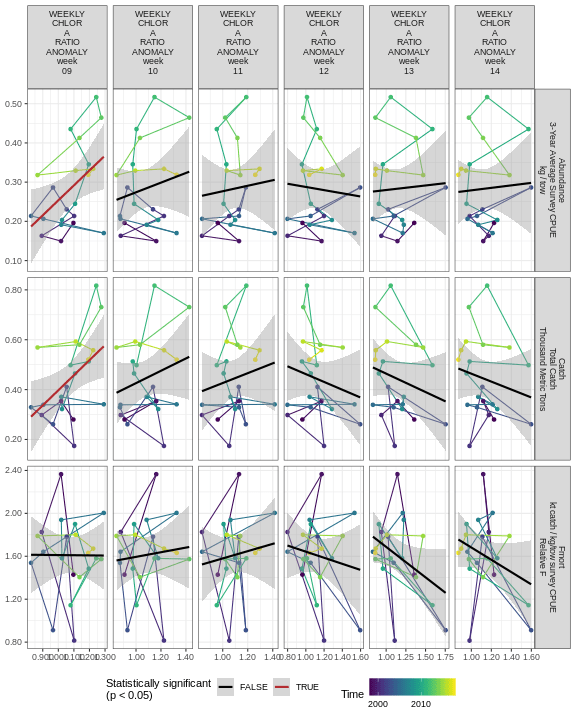 WEEKLY
CHLOR
A
RATIO
ANOMALY
week
09
WEEKLY
CHLOR
A
RATIO
ANOMALY
week
10
WEEKLY
CHLOR
A
RATIO
ANOMALY
week
11
WEEKLY
CHLOR
A
RATIO
ANOMALY
week
12
WEEKLY
CHLOR
A
RATIO
ANOMALY
week
13
WEEKLY
CHLOR
A
RATIO
ANOMALY
week
14
0.50
0.40
0.30
0.20
0.10
Abundance
3-Year Average Survey CPUE
kg / tow
0.80
0.60
0.40
0.20
Catch
Total Catch
Thousand Metric Tons
2.40
2.00
1.60
1.20
0.80
Fmort
kt catch / kg/tow survey CPUE
Relative F
1.00 1.20 1.40
1.00 1.20 1.40
0.80 1.00 1.20 1.40 1.60
1.00 1.25 1.50 1.75
1.00 1.20 1.40 1.60
Statistically significant
(p < 0.05)
FALSE
TRUE
Time
2000 2010